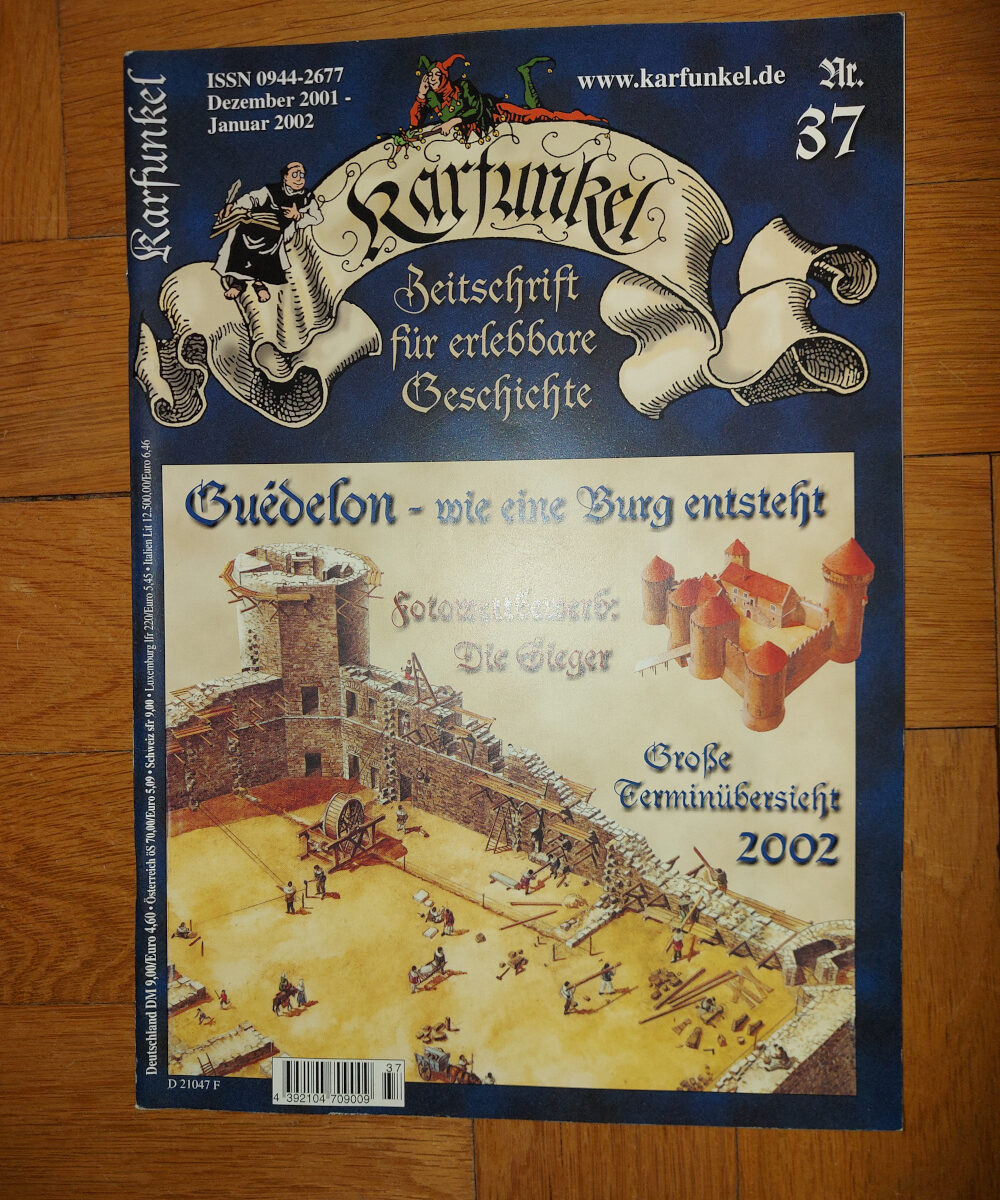 Karfunkel
ISSN 0944-2677
Dezember 2001 -
Januar 2002
www.karfunkel.de
Nr.
37
Karfunkel
Zeitschrift
für erlebbare
Geschichte
Guédelon - wie eine Burg entsteht
Fotowettbewerb:
Die Sieger
Große
Terminübersicht
2002
Deutschland DM 9,00/Euro 4,60 • Österreich öS 70,00/Euro 5,09 • Schweiz sfr 9,00 • Luxemburg lfr 220/Euro 5,45 • Italien Lit 12.500,00/Euro 6,46
D 21047 F
37
4 392104 709009